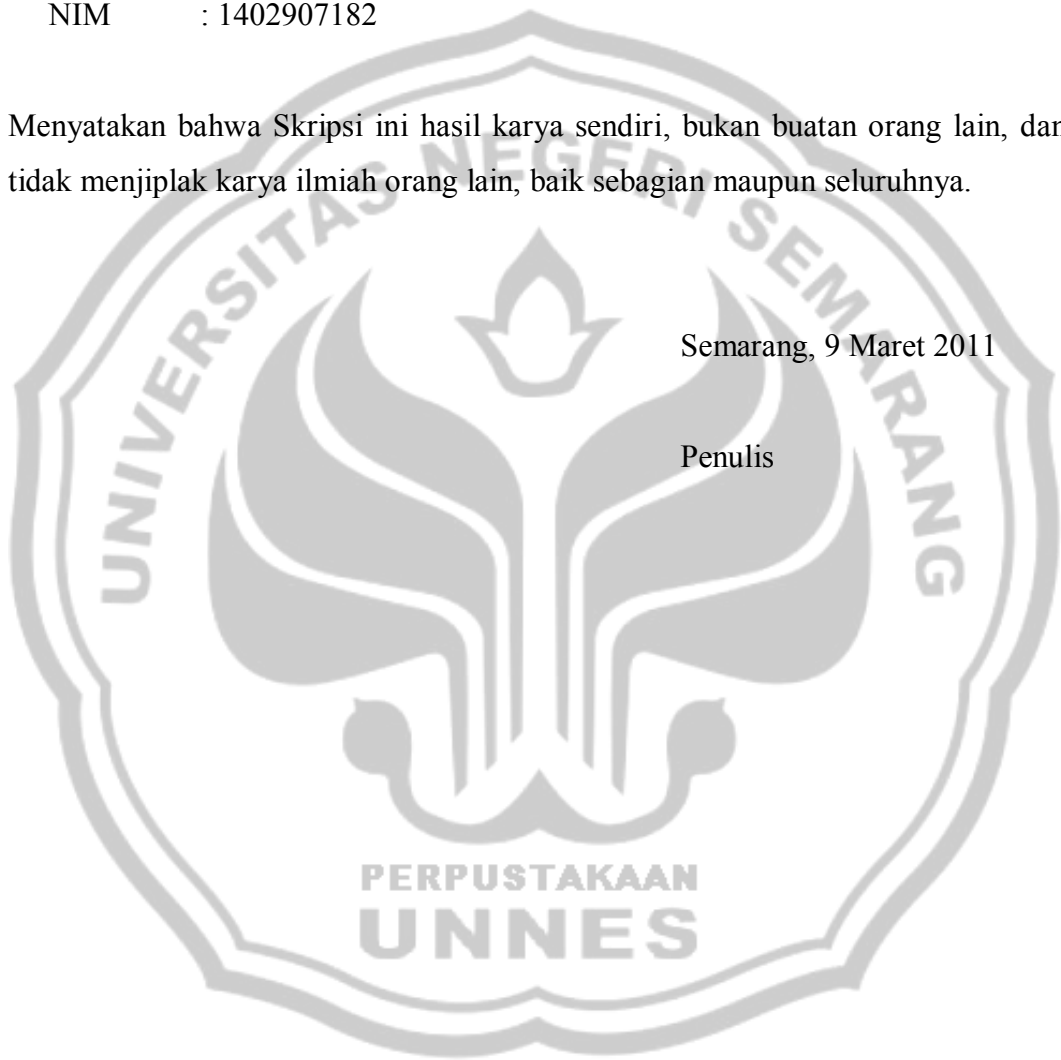 NIM : 1402907182
Menyatakan bahwa Skripsi ini hasil karya sendiri, bukan buatan orang lain, dan
tidak menjiplak karya ilmiah orang lain, baik sebagian maupun seluruhnya.
UNIVERSITAS NEGERI SEMARANG
Semarang, 9 Maret 2011
Penulis
PERPUSTAKAAN
UNNES